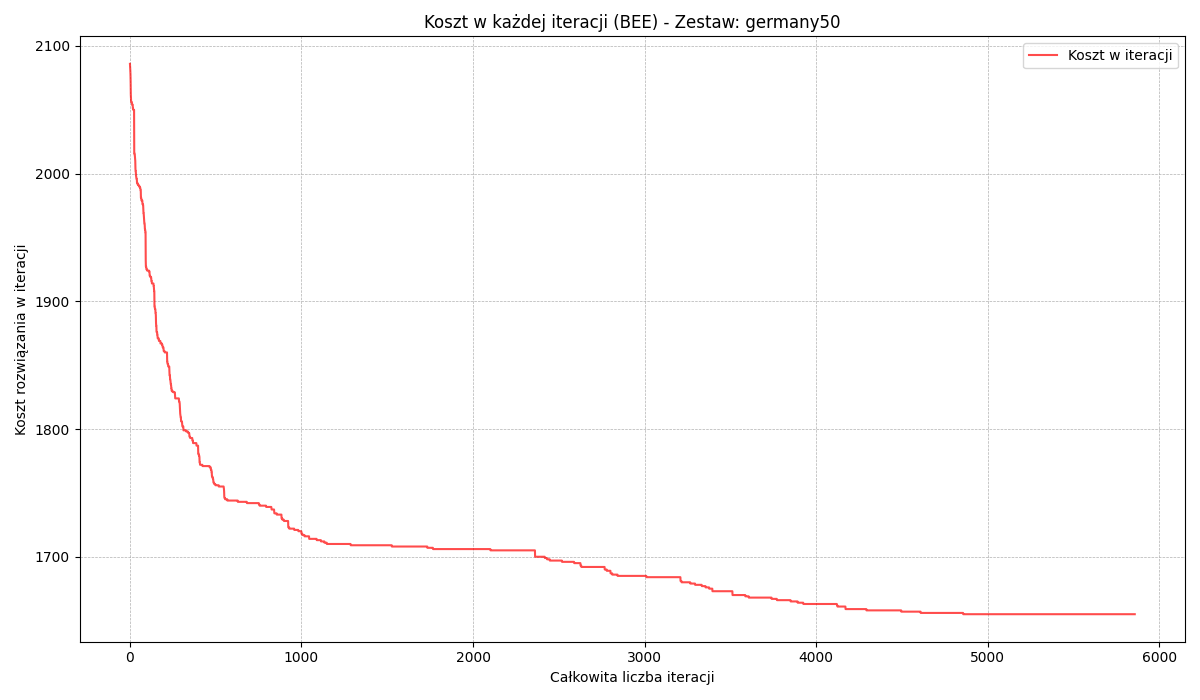 Koszt w każdej iteracji (BEE) - Zestaw: germany50
Koszt w iteracji
2100
2000
1900
1800
1700
Koszt rozwiązania w iteracji
0 1000 2000 3000 4000 5000 6000
Całkowita liczba iteracji